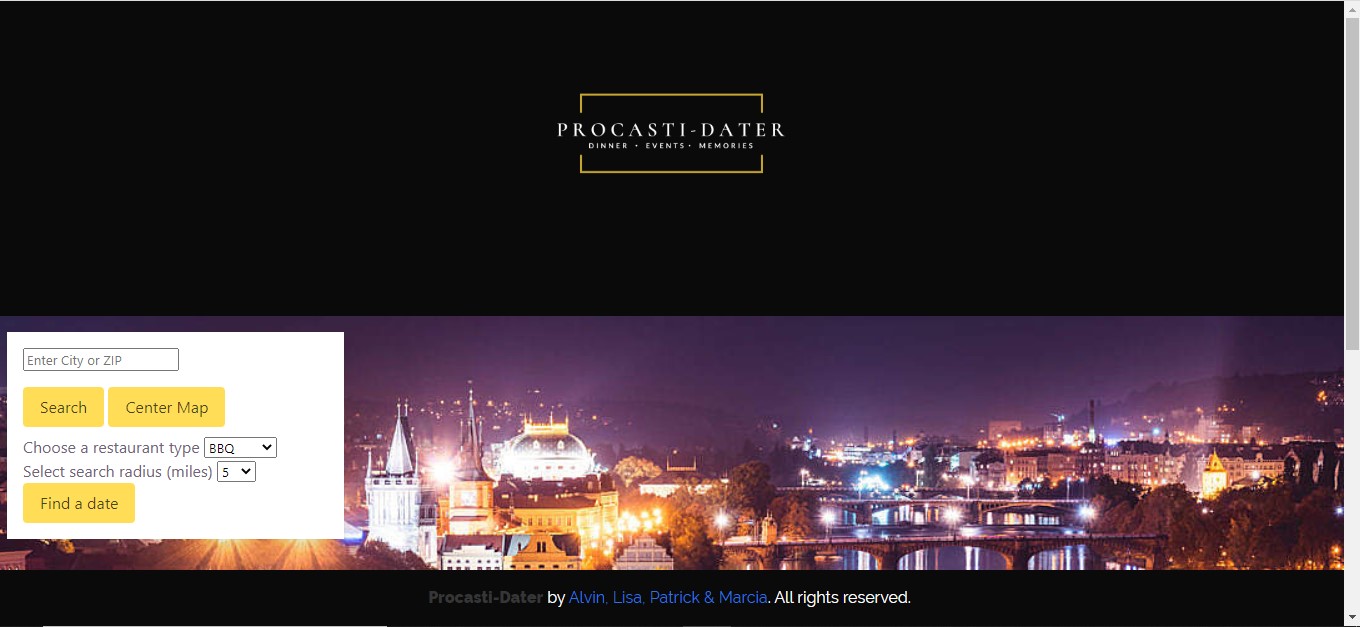 PROCASTI-DATER
DINNER • EVENTS • MEMORIES
Enter City or ZIP
Search Center Map
Choose a restaurant type BBQ
Select search radius (miles) 5
Find a date
Procasti-Dater by Alvin, Lisa, Patrick & Marcia. All rights reserved.